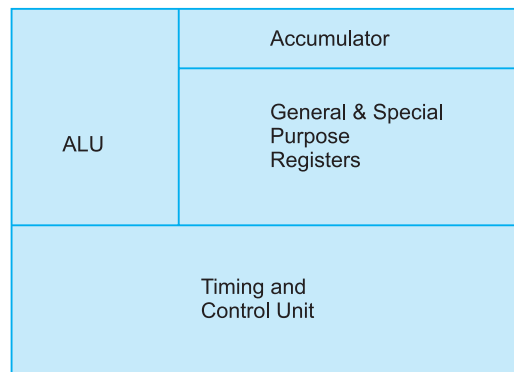 Accumulator
General & Special
Purpose
Registers
ALU
Timing and
Control Unit